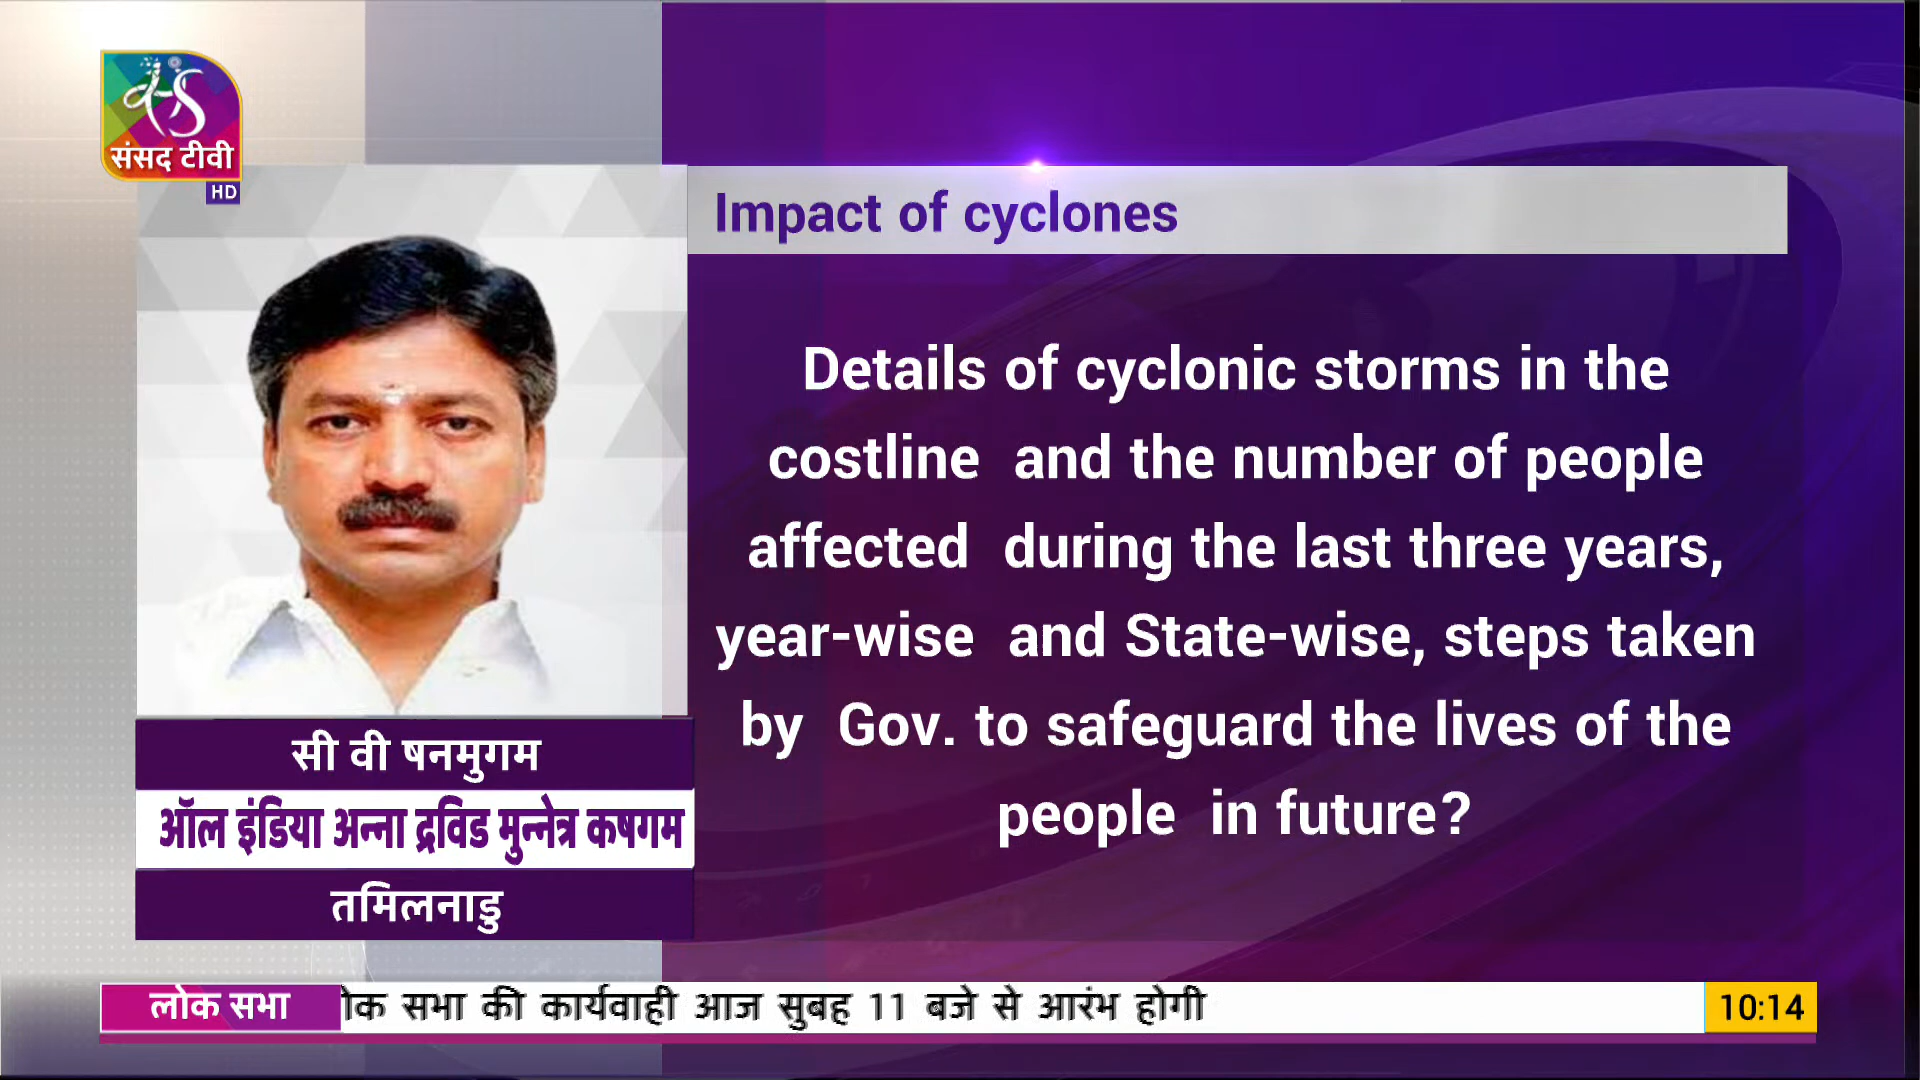 संसद टीवी
HD
Impact of cyclones
Details of cyclonic storms in the
costline and the number of people
affected during the last three years,
year-wise and State-wise, steps taken
by Gov. to safeguard the lives of the
people in future?
सी वी षनमुगम
ऑल इंडिया अन्ना द्रविड मुन्नेत्र कषगम
तमिलनाडु
लोक सभा
सभा की कार्यवाही आज सुबह 11 बजे से आरंभ होगी
10:14